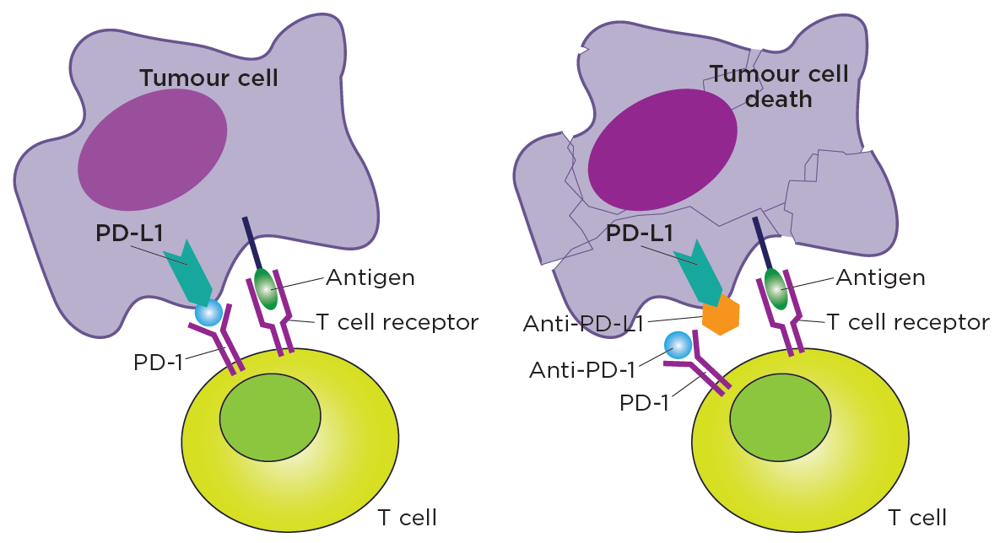 Tumour cell
PD-L1
Antigen
T cell receptor
PD-1
T cell
Tumour cell
death
PD-L1
Antigen
Anti-PD-L1
T cell receptor
Anti-PD-1
PD-1
T cell